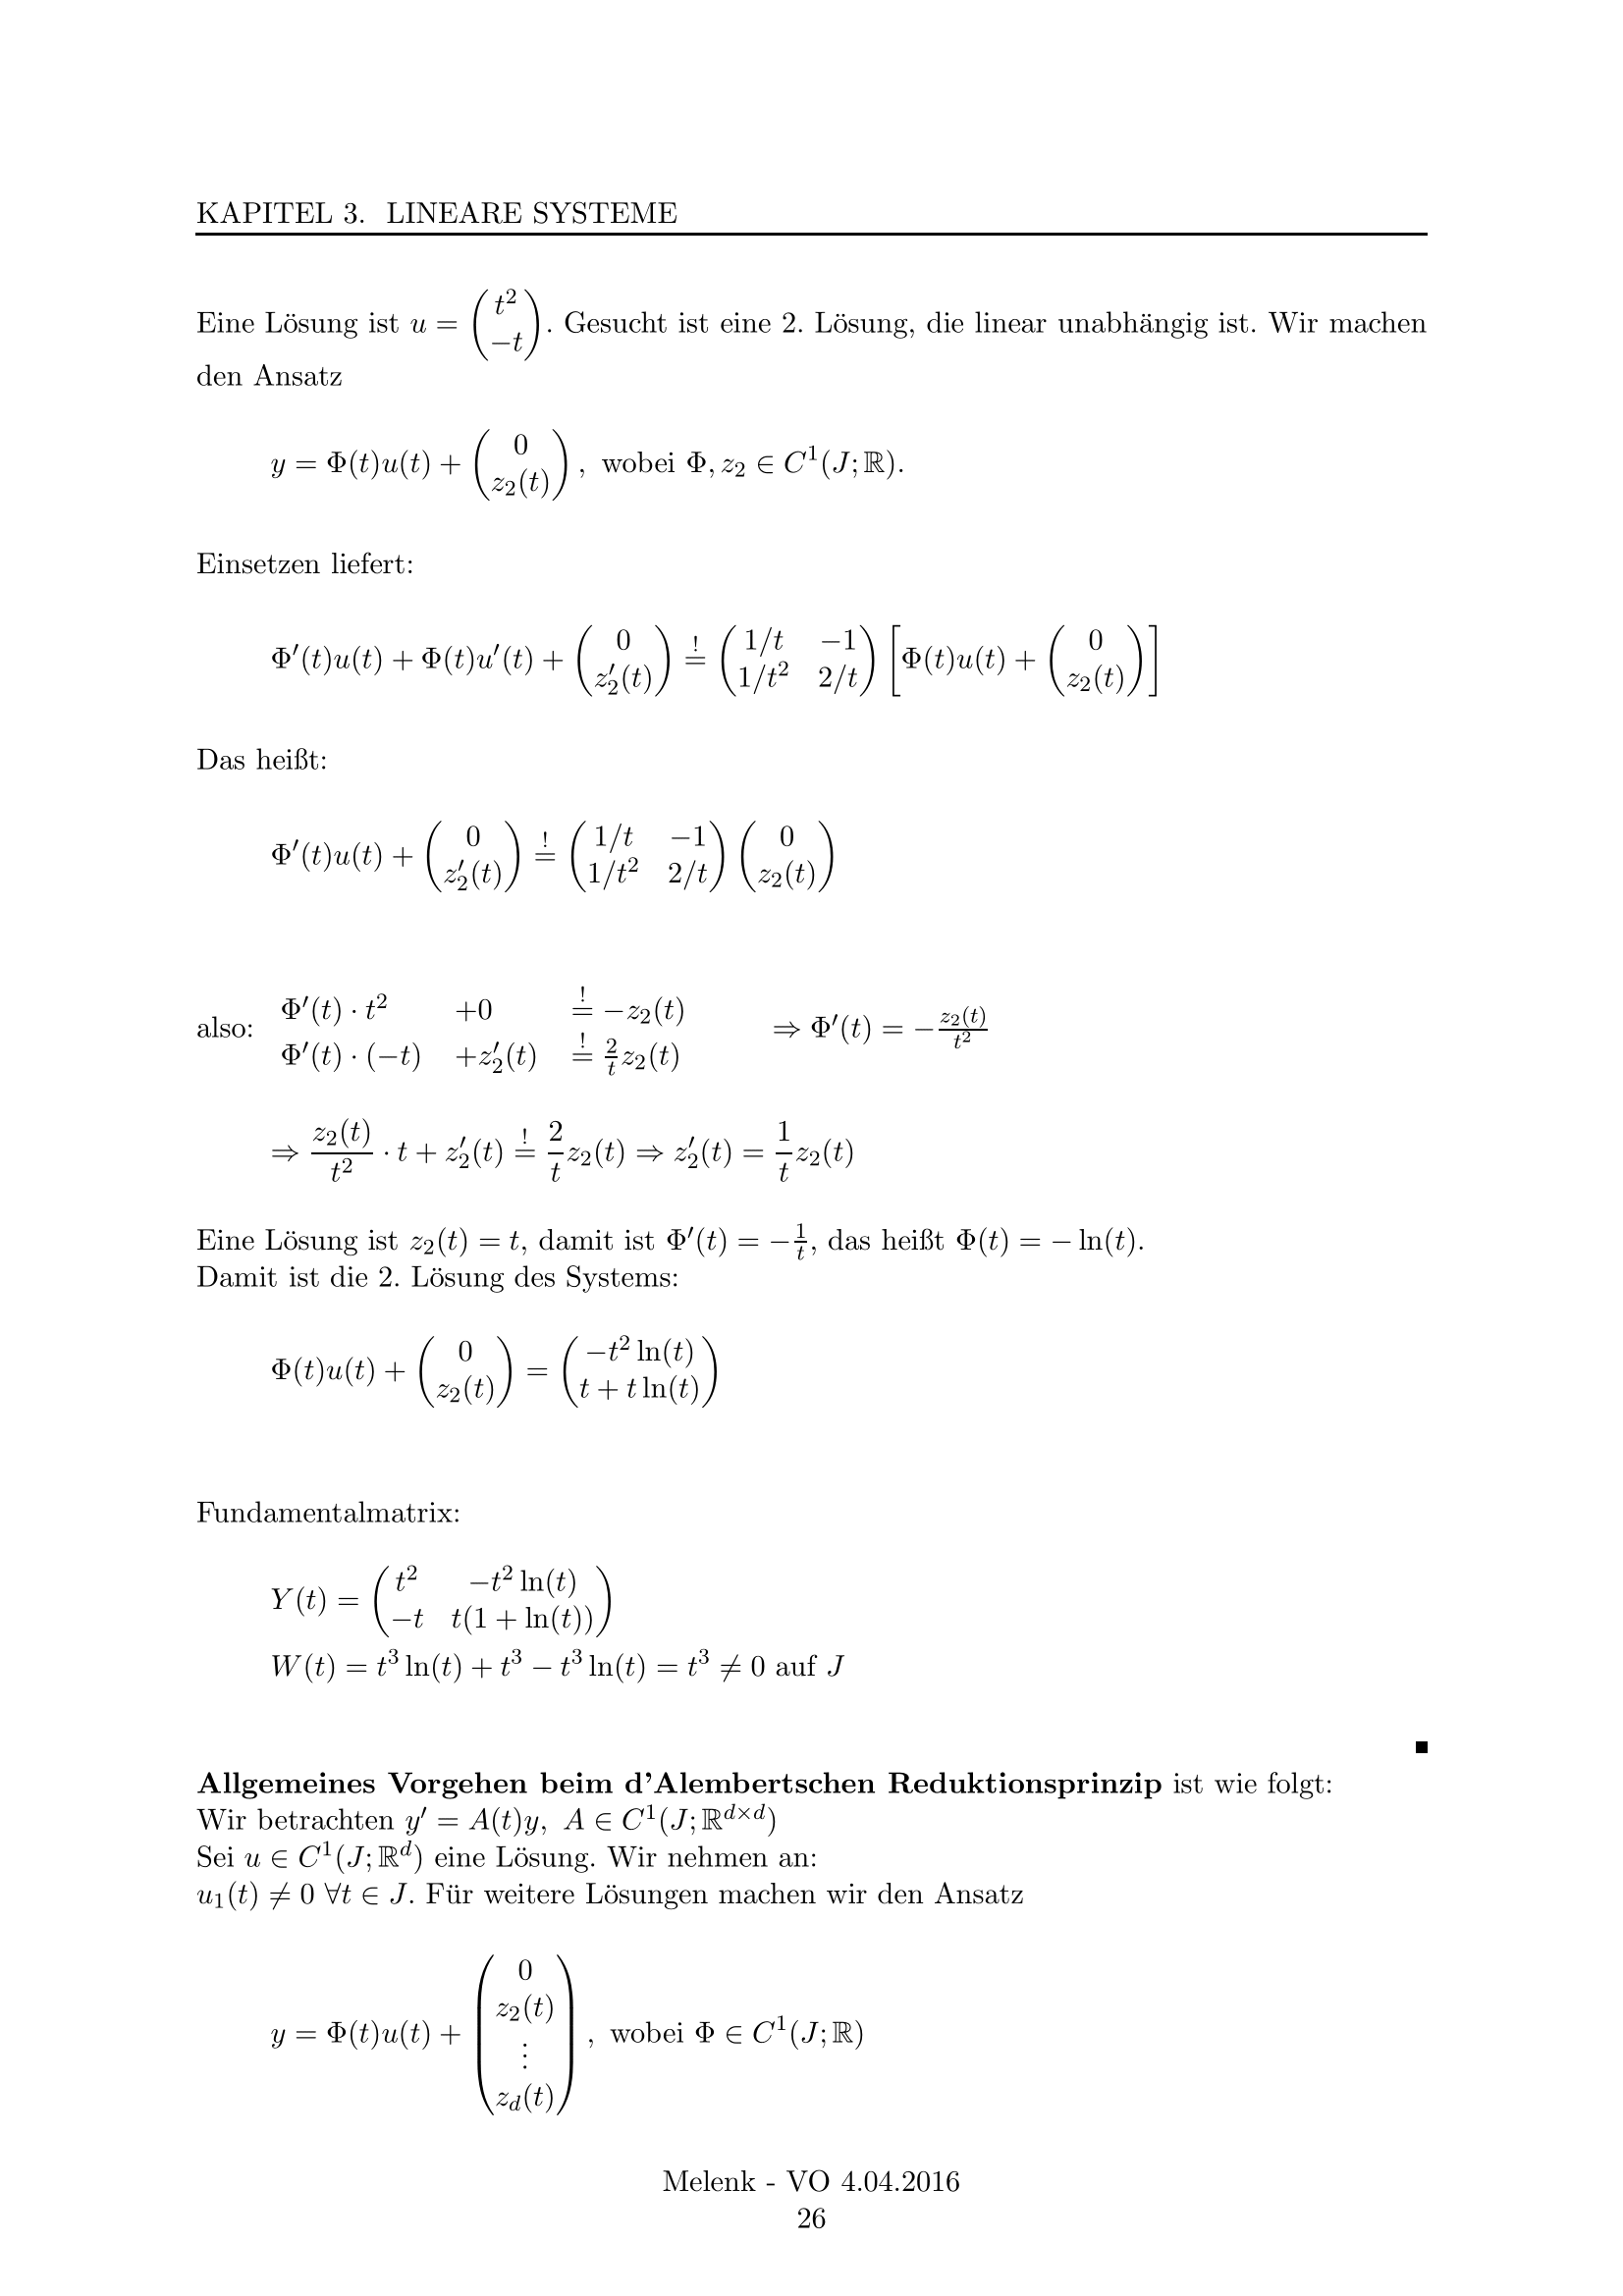 KAPITEL 3. LINEARE SYSTEME
Eine Lösung ist $u = \begin{pmatrix} t^2 \\ -t \end{pmatrix}$. Gesucht ist eine 2. Lösung, die linear unabhängig ist. Wir machen
den Ansatz
$y = \Phi(t)u(t) + \begin{pmatrix} 0 \\ z_2(t) \end{pmatrix}, \text{ wobei } \Phi, z_2 \in C^1(J; \mathbb{R}).$
Einsetzen liefert:
$\Phi'(t)u(t) + \Phi(t)u'(t) + \begin{pmatrix} 0 \\ z_2'(t) \end{pmatrix} \overset{!}{=} \begin{pmatrix} 1/t & -1 \\ 1/t^2 & 2/t \end{pmatrix} \left[ \Phi(t)u(t) + \begin{pmatrix} 0 \\ z_2(t) \end{pmatrix} \right]$
Das heißt:
$\Phi'(t)u(t) + \begin{pmatrix} 0 \\ z_2'(t) \end{pmatrix} \overset{!}{=} \begin{pmatrix} 1/t & -1 \\ 1/t^2 & 2/t \end{pmatrix} \begin{pmatrix} 0 \\ z_2(t) \end{pmatrix}$
also: $\begin{matrix} \Phi'(t) \cdot t^2 & +0 & \overset{!}{=} -z_2(t) \\ \Phi'(t) \cdot (-t) & +z_2'(t) & \overset{!}{=} \frac{2}{t} z_2(t) \end{matrix} \quad \Rightarrow \Phi'(t) = -\frac{z_2(t)}{t^2}$
$\Rightarrow \frac{z_2(t)}{t^2} \cdot t + z_2'(t) \overset{!}{=} \frac{2}{t} z_2(t) \Rightarrow z_2'(t) = \frac{1}{t} z_2(t)$
Eine Lösung ist $z_2(t) = t$, damit ist $\Phi'(t) = -\frac{1}{t}$, das heißt $\Phi(t) = -\ln(t)$.
Damit ist die 2. Lösung des Systems:
$\Phi(t)u(t) + \begin{pmatrix} 0 \\ z_2(t) \end{pmatrix} = \begin{pmatrix} -t^2 \ln(t) \\ t + t \ln(t) \end{pmatrix}$
Fundamentalmatrix:
$Y(t) = \begin{pmatrix} t^2 & -t^2 \ln(t) \\ -t & t(1 + \ln(t)) \end{pmatrix}$
$W(t) = t^3 \ln(t) + t^3 - t^3 \ln(t) = t^3 \neq 0 \text{ auf } J$
■
Allgemeines Vorgehen beim d'Alembertschen Reduktionsprinzip ist wie folgt:
Wir betrachten $y' = A(t)y, \ A \in C^1(J; \mathbb{R}^{d \times d})$
Sei $u \in C^1(J; \mathbb{R}^d)$ eine Lösung. Wir nehmen an:
$u_1(t) \neq 0 \ \forall t \in J$. Für weitere Lösungen machen wir den Ansatz
$y = \Phi(t)u(t) + \begin{pmatrix} 0 \\ z_2(t) \\ \vdots \\ z_d(t) \end{pmatrix}, \text{ wobei } \Phi \in C^1(J; \mathbb{R})$
Melenk - VO 4.04.2016
26